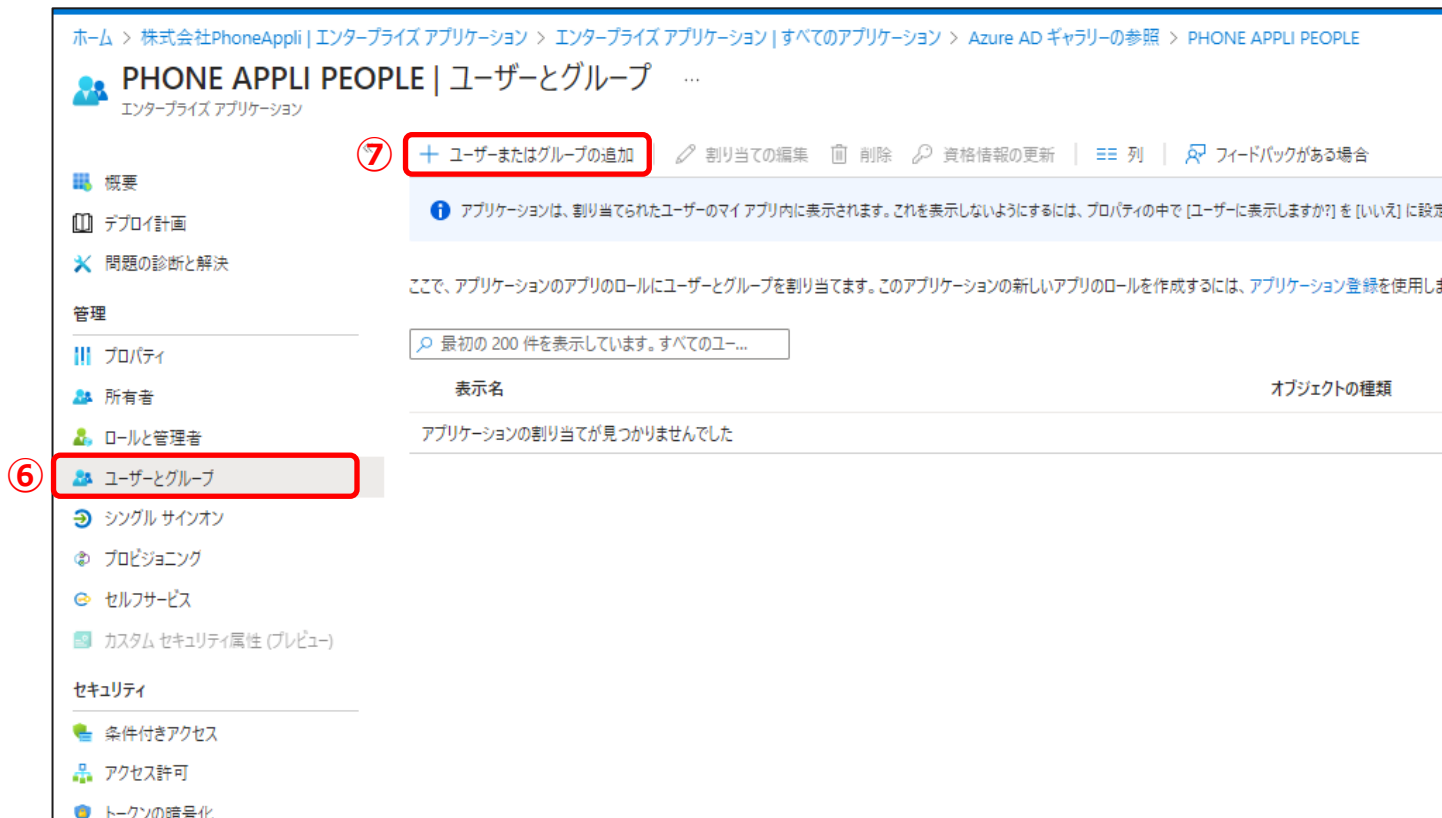 ホーム > 株式会社PhoneAppli | エンタープライズ アプリケーション > エンタープライズ アプリケーション | すべてのアプリケーション > Azure AD ギャラリーの参照 > PHONE APPLI PEOPLE
PHONE APPLI PEOPLE | ユーザーとグループ ...
エンタープライズ アプリケーション
⑦ + ユーザーまたはグループの追加 | 割り当ての編集 削除 資格情報の更新 | 列 | フィードバックがある場合
概要
デプロイ計画
問題の診断と解決
管理
プロパティ
所有者
ロールと管理者
⑥ ユーザーとグループ
シングル サインオン
プロビジョニング
セルフサービス
カスタム セキュリティ属性 (プレビュー)
セキュリティ
条件付きアクセス
アクセス許可
トークンの暗号化
アプリケーションは、割り当てられたユーザーのマイ アプリ内に表示されます。これを表示しないようにするには、プロパティの中で [ユーザーに表示しますか?] を [いいえ] に設定
ここで、アプリケーションのアプリのロールにユーザーとグループを割り当てます。このアプリケーションの新しいアプリのロールを作成するには、アプリケーション登録を使用しま
最初の 200 件を表示しています。すべてのユー...
表示名 オブジェクトの種類
アプリケーションの割り当てが見つかりませんでした